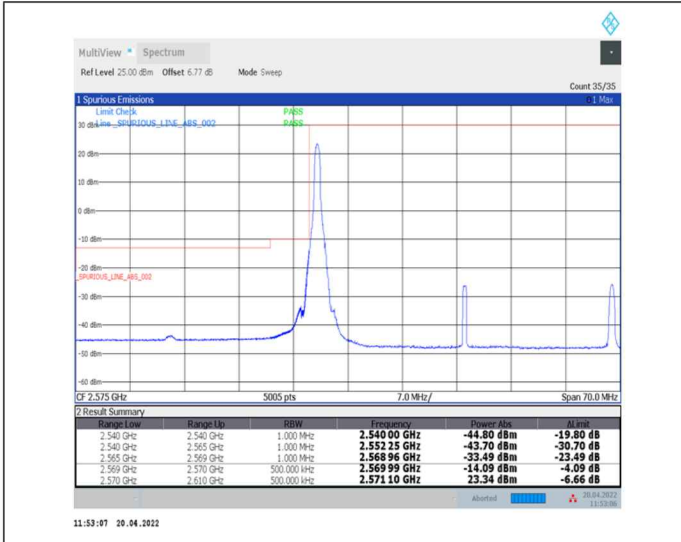 MultiView Spectrum
Ref Level 25.00 dBm Offset 6.77 dB Mode Sweep
Count 35/35
1 Spurious Emissions 1 Max
Limit Check PASS
30 dBm Line _SPURIOUS_LINE_ABS_002 PASS
20 dBm
10 dBm
0 dBm
-10 dBm
-20 dBm
_SPURIOUS_LINE_ABS_002
-30 dBm
-40 dBm
-50 dBm
-60 dBm
CF 2.575 GHz 5005 pts 7.0 MHz/ Span 70.0 MHz
2 Result Summary
Range Low Range Up RBW Frequency Power Abs ΔLimit
2.540 GHz 2.540 GHz 1.000 MHz 2.540 00 GHz -44.80 dBm -19.80 dB
2.540 GHz 2.565 GHz 1.000 MHz 2.552 25 GHz -43.70 dBm -30.70 dB
2.565 GHz 2.569 GHz 1.000 MHz 2.568 96 GHz -33.49 dBm -23.49 dB
2.569 GHz 2.570 GHz 500.000 kHz 2.569 99 GHz -14.09 dBm -4.09 dB
2.570 GHz 2.610 GHz 500.000 kHz 2.571 10 GHz 23.34 dBm -6.66 dB
Aborted 20.04.2022
11:53:06
11:53:07 20.04.2022